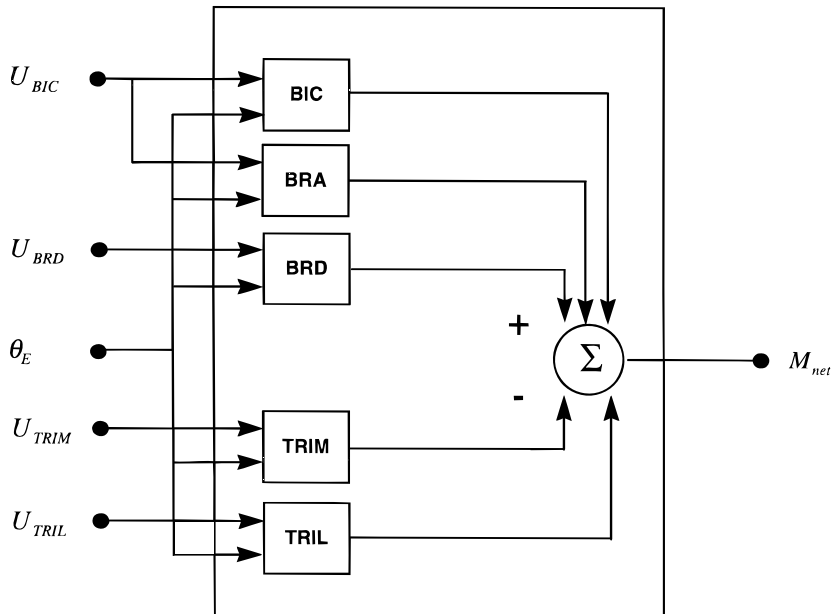 U_BIC
BIC
BRA
U_BRD
BRD
+
θ_E
Σ
M_net
-
U_TRIM
TRIM
U_TRIL
TRIL